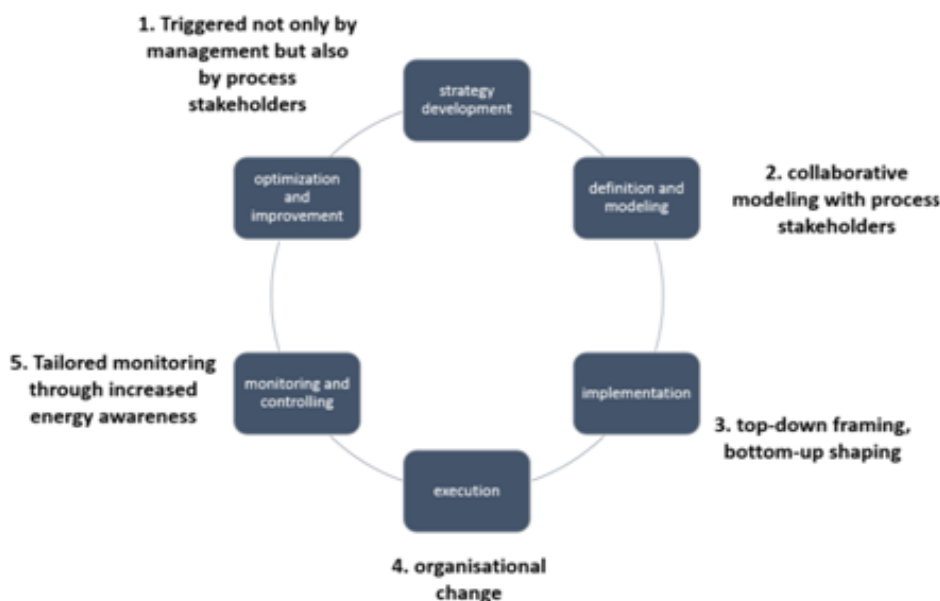 1. Triggered not only by
management but also
by process
stakeholders
strategy
development
optimization
and
improvement
definition and
modeling
2. collaborative
modeling with process
stakeholders
5. Tailored monitoring
through increased
energy awareness
monitoring and
controlling
implementation
3. top-down framing,
bottom-up shaping
execution
4. organisational
change